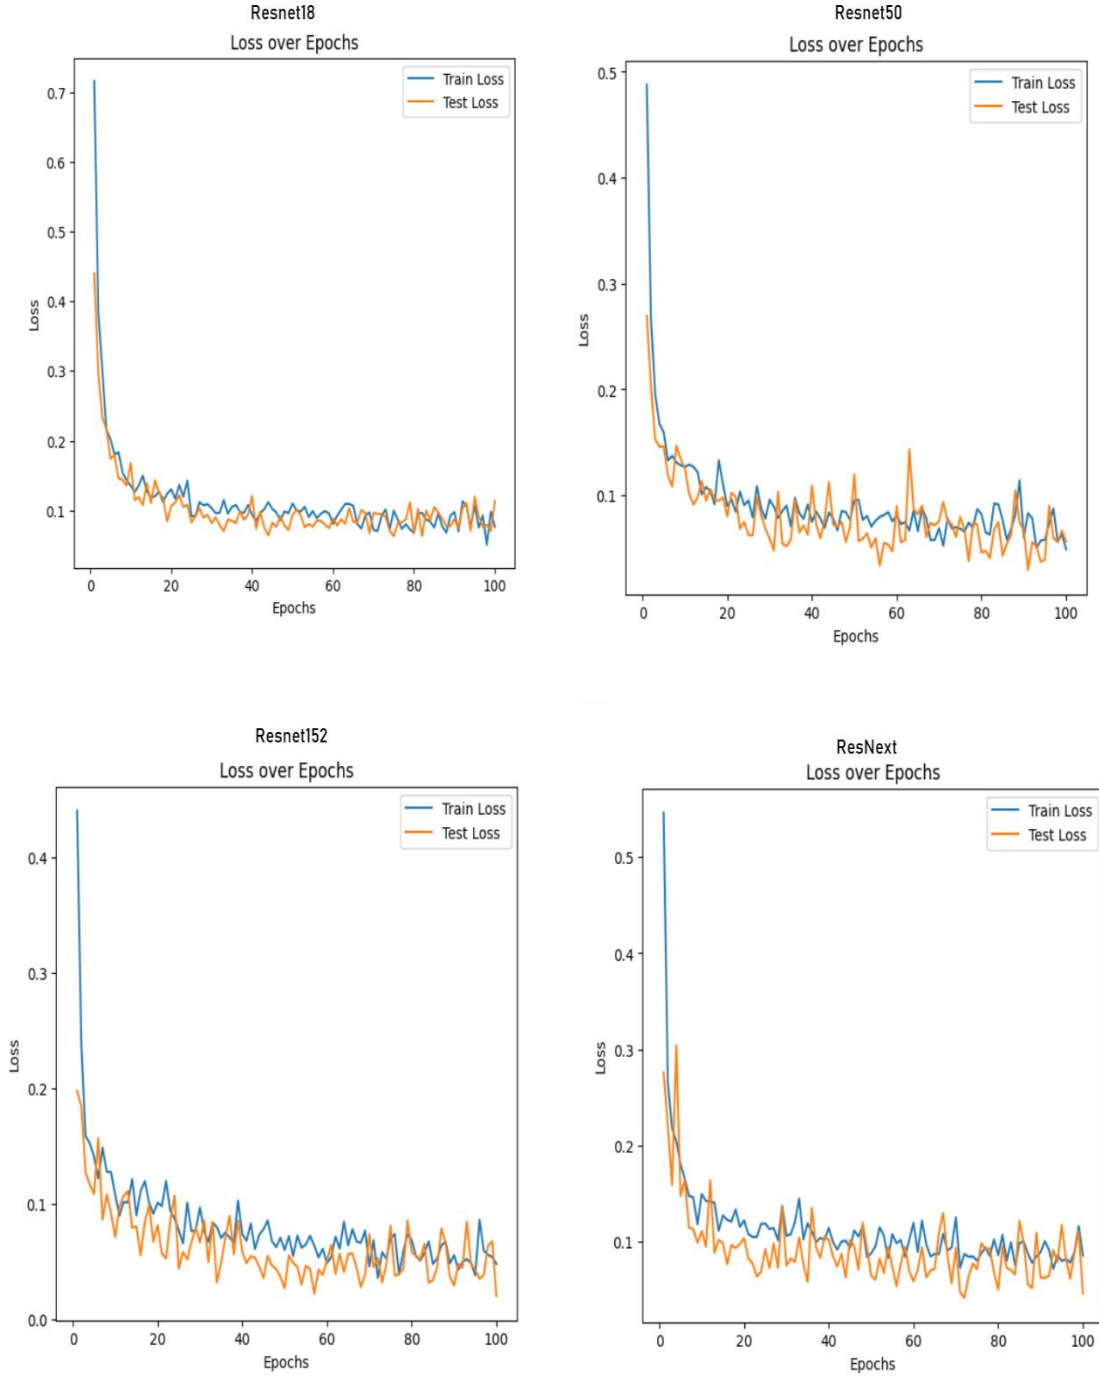 Resnet18
Loss over Epochs
Train Loss
Test Loss
0.7
0.6
0.5
0.4
0.3
0.2
0.1
Loss
0 20 40 60 80 100
Epochs
Resnet50
Loss over Epochs
Train Loss
Test Loss
0.5
0.4
0.3
0.2
0.1
Loss
0 20 40 60 80 100
Epochs
Resnet152
Loss over Epochs
Train Loss
Test Loss
0.4
0.3
0.2
0.1
0.0
Loss
0 20 40 60 80 100
Epochs
ResNext
Loss over Epochs
Train Loss
Test Loss
0.5
0.4
0.3
0.2
0.1
Loss
0 20 40 60 80 100
Epochs